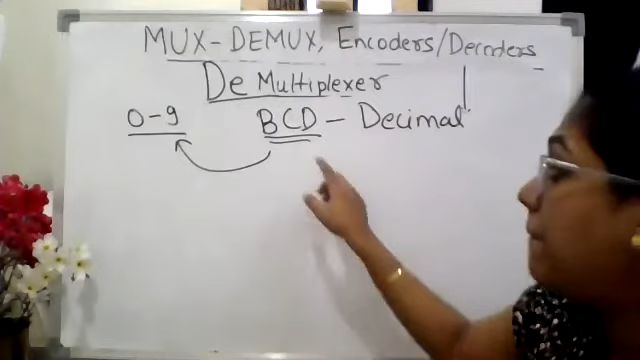 MUX-DEMUX, Encoders/Decoders
De Multiplexer
0-9 BCD - Decimal